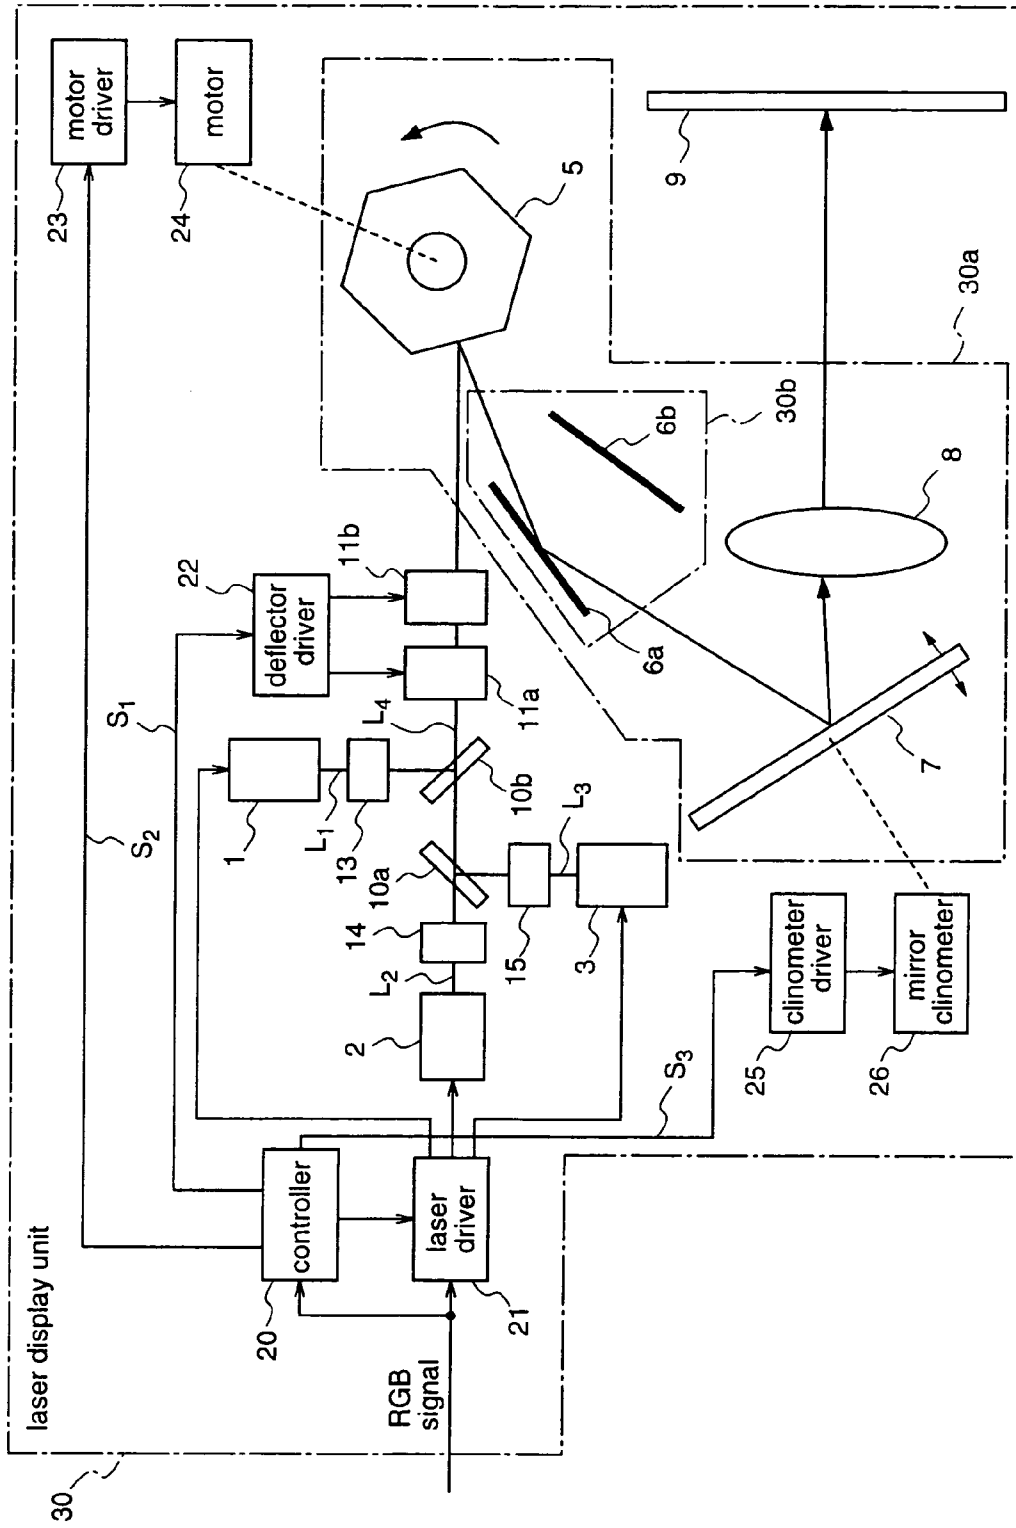 30
laser display unit
RGB
signal
20
controller
21
laser
driver
S2
S1
S3
2
L2
14
10a
1
L1
13
10b
L4
15
L3
3
22
deflector
driver
11a
11b
23
motor
driver
24
motor
5
6a
6b
30b
30a
7
8
9
25
clinometer
driver
26
mirror
clinometer